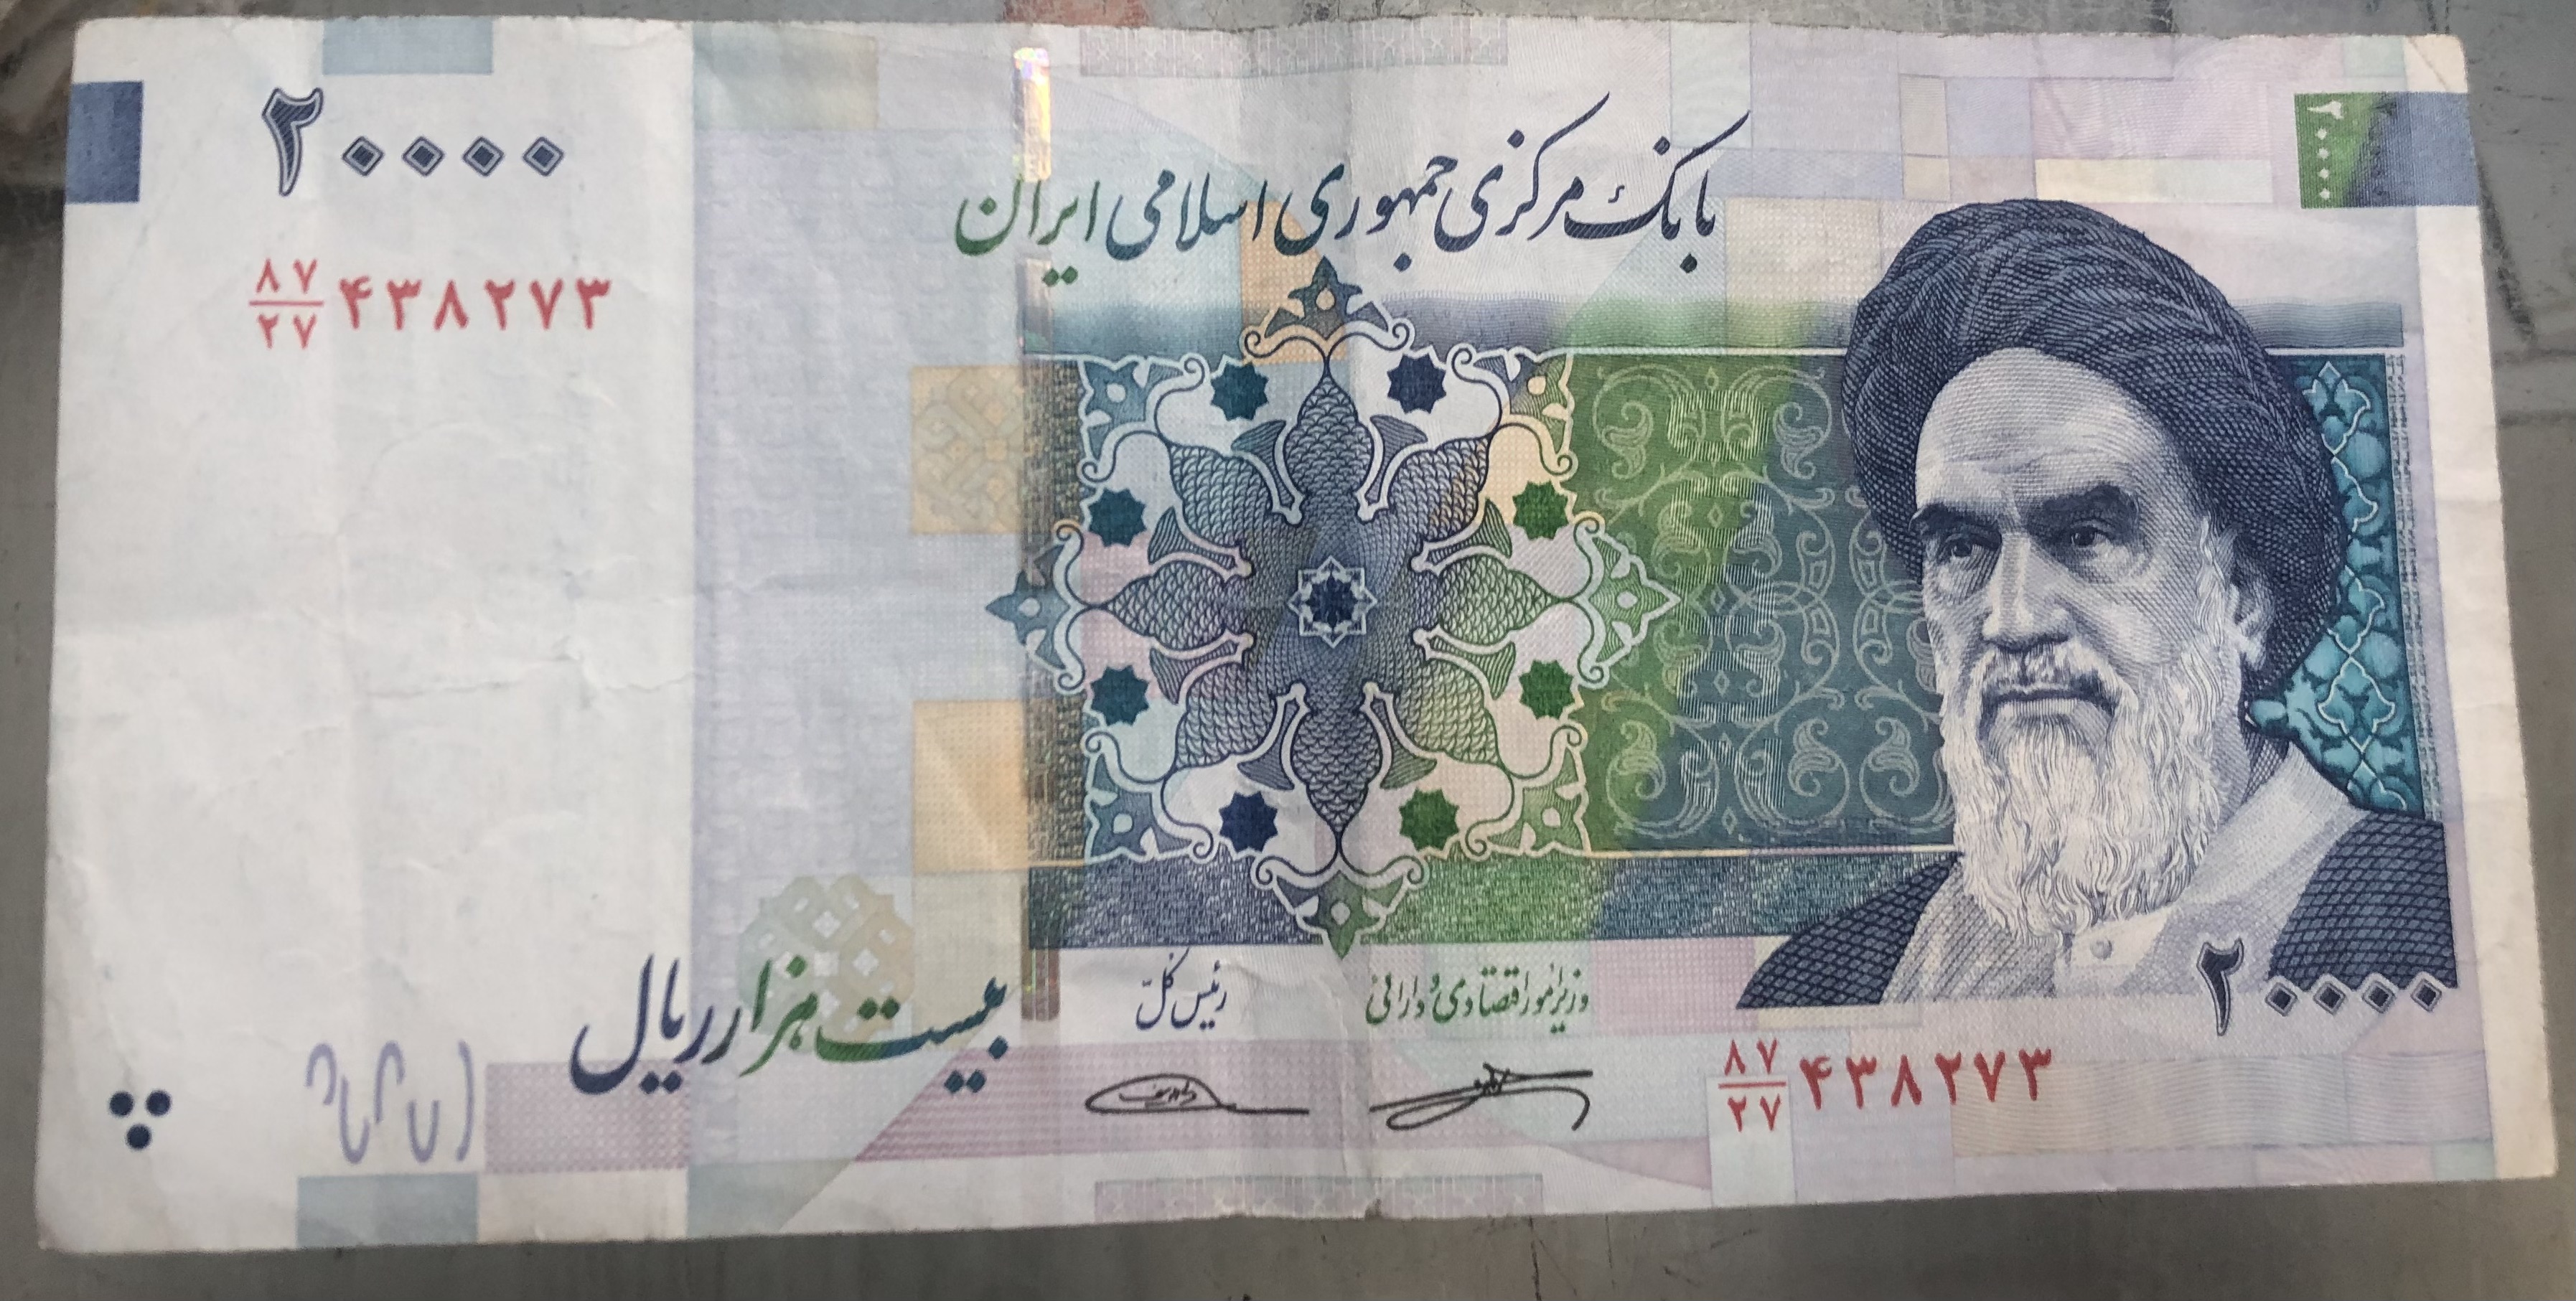 بانک مرکزی جمهوری اسلامی ایران
۲۰۰۰۰
۲۰۰۰۰
۸۷
۲۷
۴۳۸۲۷۳
بیست هزار ریال
رئیس کلّ
وزیر امور اقتصادی و دارائی
۲۰۰۰۰
۸۷
۲۷
۴۳۸۲۷۳